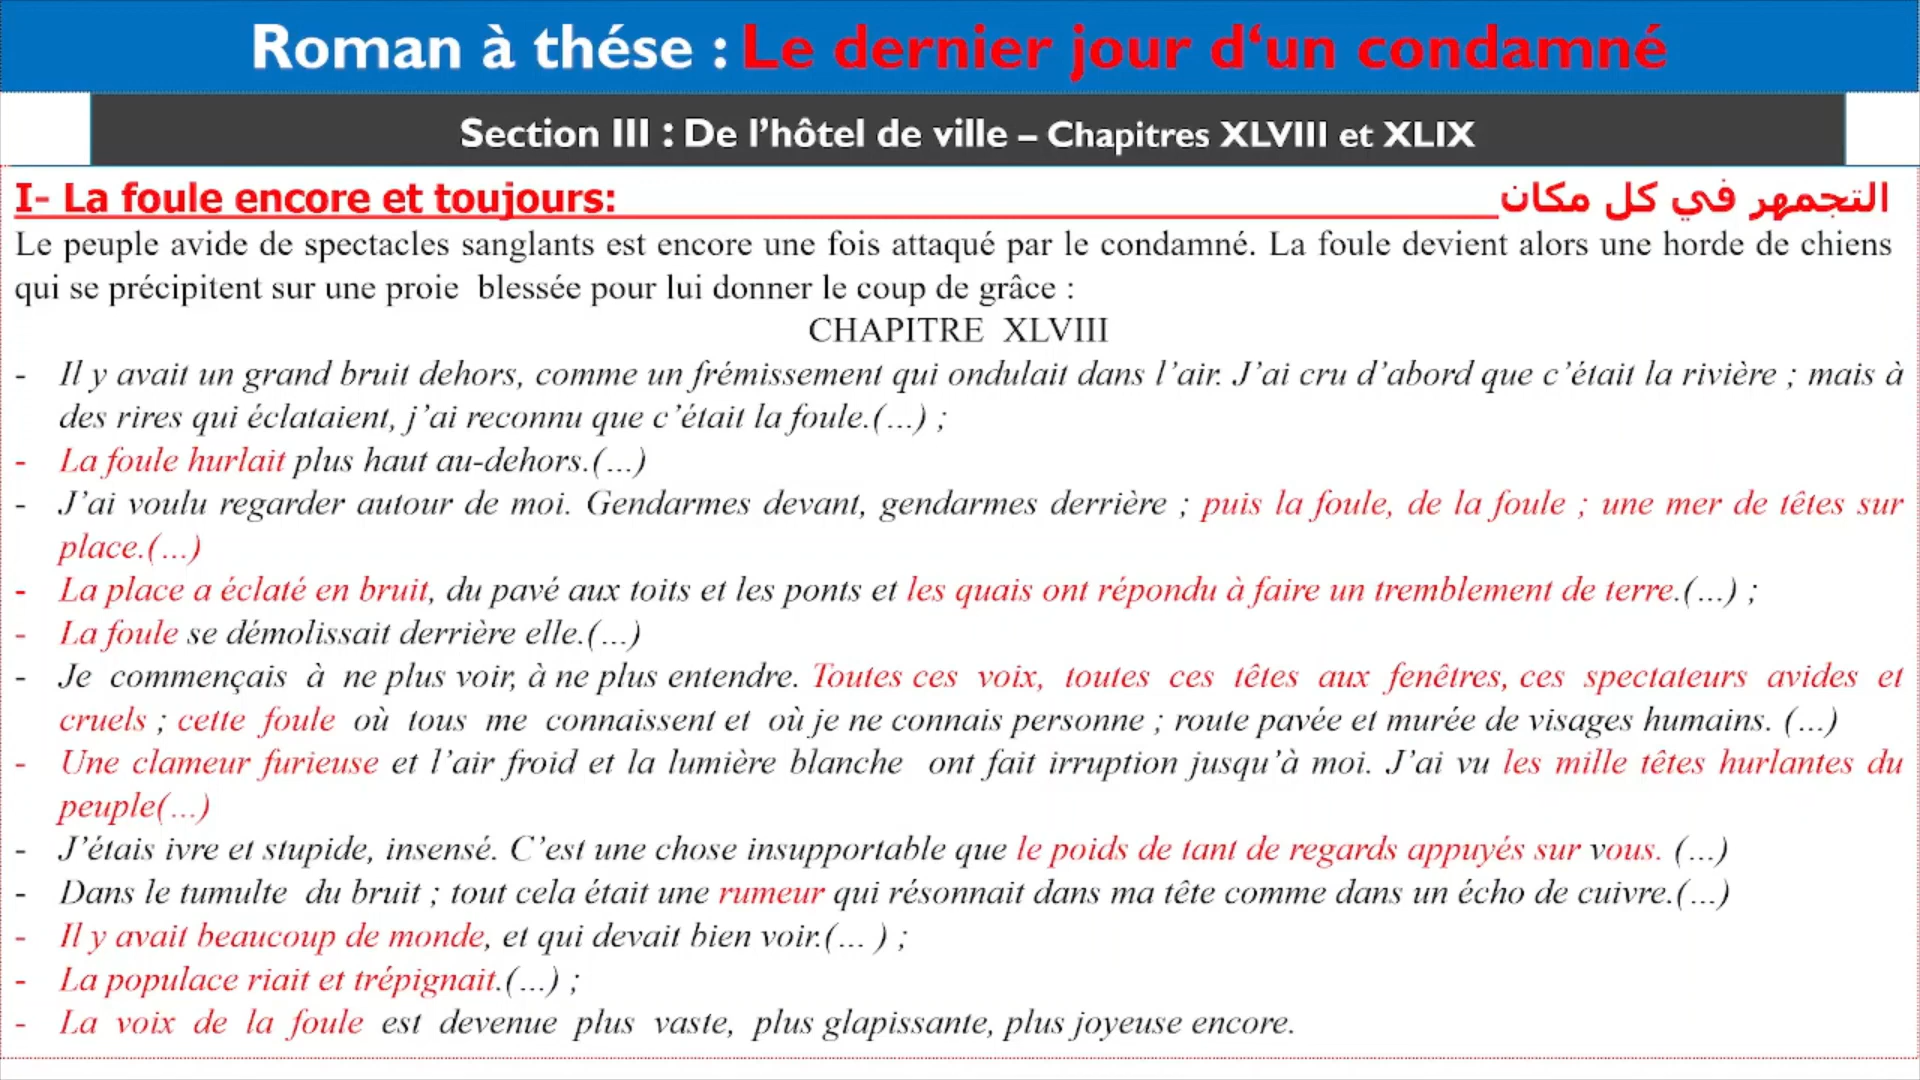 Roman à thése : Le dernier jour d‘un condamné
Section III : De l’hôtel de ville – Chapitres XLVIII et XLIX
I- La foule encore et toujours: التجمهر في كل مكان
Le peuple avide de spectacles sanglants est encore une fois attaqué par le condamné. La foule devient alors une horde de chiens
qui se précipitent sur une proie blessée pour lui donner le coup de grâce :
CHAPITRE XLVIII
- Il y avait un grand bruit dehors, comme un frémissement qui ondulait dans l’air. J’ai cru d’abord que c’était la rivière ; mais à
des rires qui éclataient, j’ai reconnu que c’était la foule.(…) ;
- La foule hurlait plus haut au-dehors.(…)
- J’ai voulu regarder autour de moi. Gendarmes devant, gendarmes derrière ; puis la foule, de la foule ; une mer de têtes sur
place.(…)
- La place a éclaté en bruit, du pavé aux toits et les ponts et les quais ont répondu à faire un tremblement de terre.(…) ;
- La foule se démolissait derrière elle.(…)
- Je commençais à ne plus voir, à ne plus entendre. Toutes ces voix, toutes ces têtes aux fenêtres, ces spectateurs avides et
cruels ; cette foule où tous me connaissent et où je ne connais personne ; route pavée et murée de visages humains. (…)
- Une clameur furieuse et l’air froid et la lumière blanche ont fait irruption jusqu’à moi. J’ai vu les mille têtes hurlantes du
peuple(…)
- J’étais ivre et stupide, insensé. C’est une chose insupportable que le poids de tant de regards appuyés sur vous. (…)
- Dans le tumulte du bruit ; tout cela était une rumeur qui résonnait dans ma tête comme dans un écho de cuivre.(…)
- Il y avait beaucoup de monde, et qui devait bien voir.(… ) ;
- La populace riait et trépignait.(…) ;
- La voix de la foule est devenue plus vaste, plus glapissante, plus joyeuse encore.